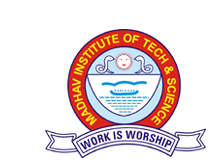 MADHAV INSTITUTE OF TECH & SCIENCE
WORK IS WORSHIP